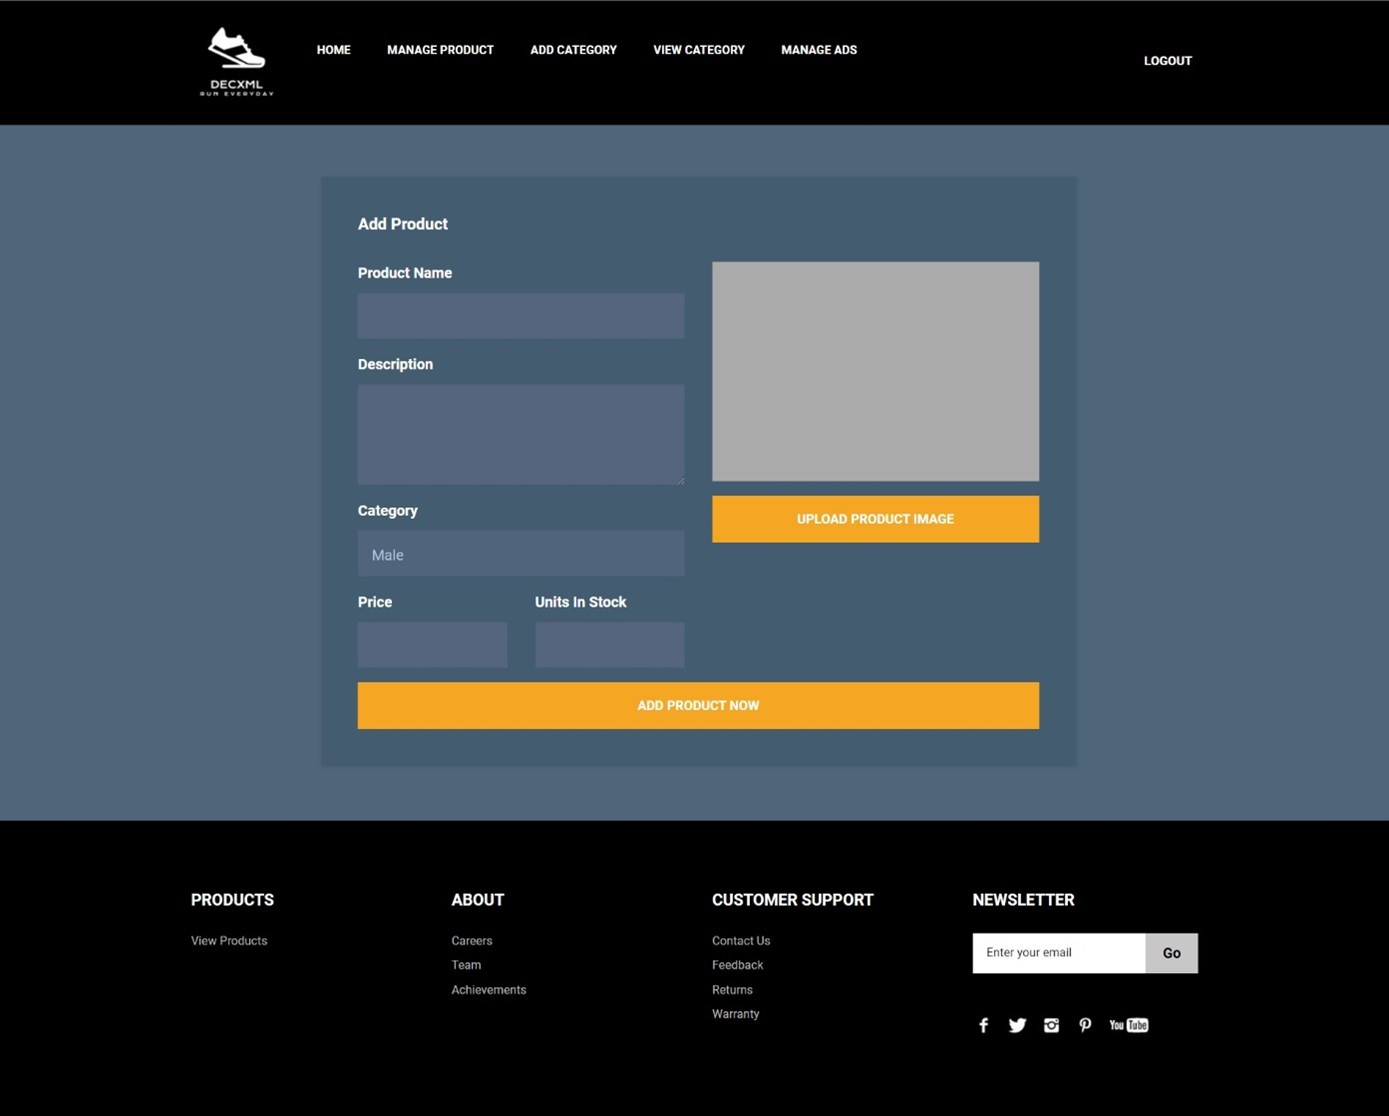 HOME
MANAGE PRODUCT
ADD CATEGORY
VIEW CATEGORY
MANAGE ADS
LOGOUT
DECXML
RUN EVERYDAY
Add Product
Product Name
Description
Category
Male
Price
Units In Stock
UPLOAD PRODUCT IMAGE
ADD PRODUCT NOW
PRODUCTS
View Products
ABOUT
Careers
Team
Achievements
CUSTOMER SUPPORT
Contact Us
Feedback
Returns
Warranty
NEWSLETTER
Enter your email
Go
You Tube